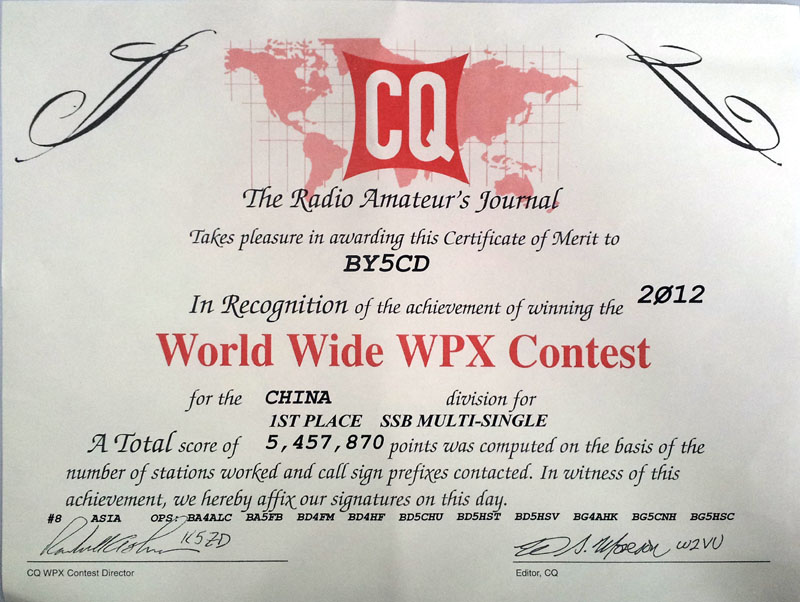 CQ
The Radio Amateur's Journal
Takes pleasure in awarding this Certificate of Merit to
BY5CD
In Recognition of the achievement of winning the 2Ø12
World Wide WPX Contest
for the CHINA division for
1ST PLACE SSB MULTI-SINGLE
A Total score of 5,457,870 points was computed on the basis of the
number of stations worked and call sign prefixes contacted. In witness of this
achievement, we hereby affix our signatures on this day.
#8 ASIA OPS: BA4ALC BA5FB BD4FM BD4HF BD5CHU BD5HST BD5HSV BG4AHK BG5CNH BG5HSC
K5ZD W2VU
CQ WPX Contest Director Editor, CQ